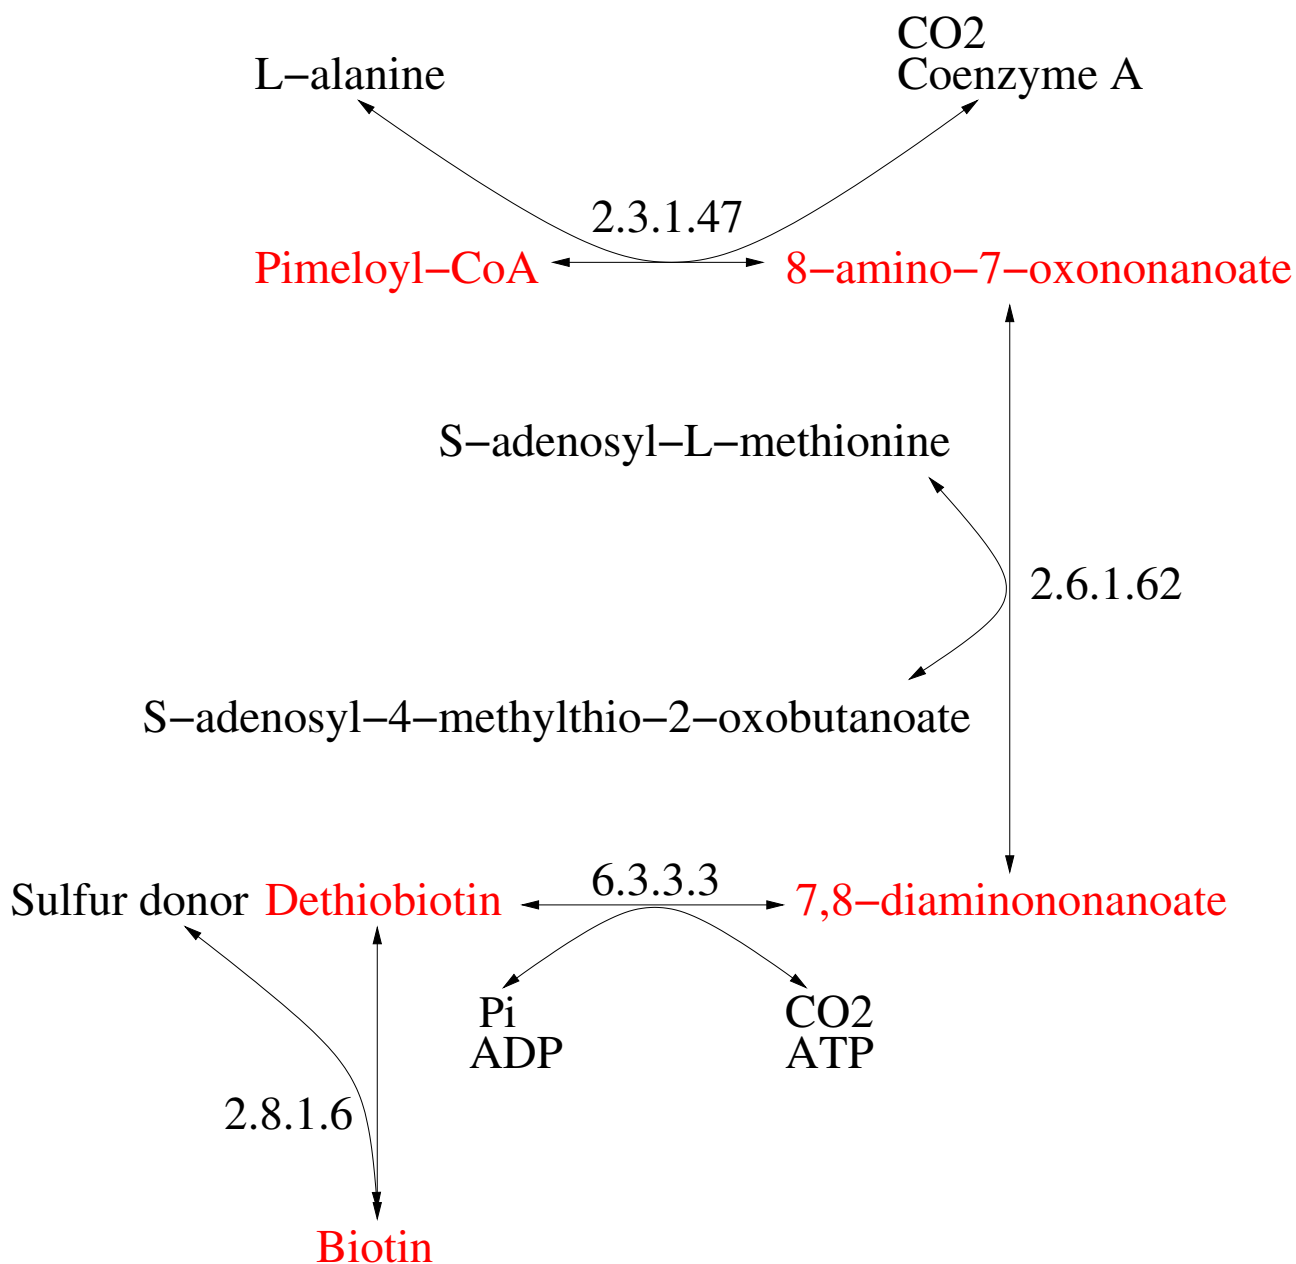 CO2
L−alanine
Coenzyme A
2.3.1.47
Pimeloyl−CoA
8−amino−7−oxononanoate
S−adenosyl−L−methionine
2.6.1.62
S−adenosyl−4−methylthio−2−oxobutanoate
6.3.3.3
Sulfur donor
Dethiobiotin
7,8−diaminononanoate
Pi
CO2
ADP
ATP
2.8.1.6
Biotin